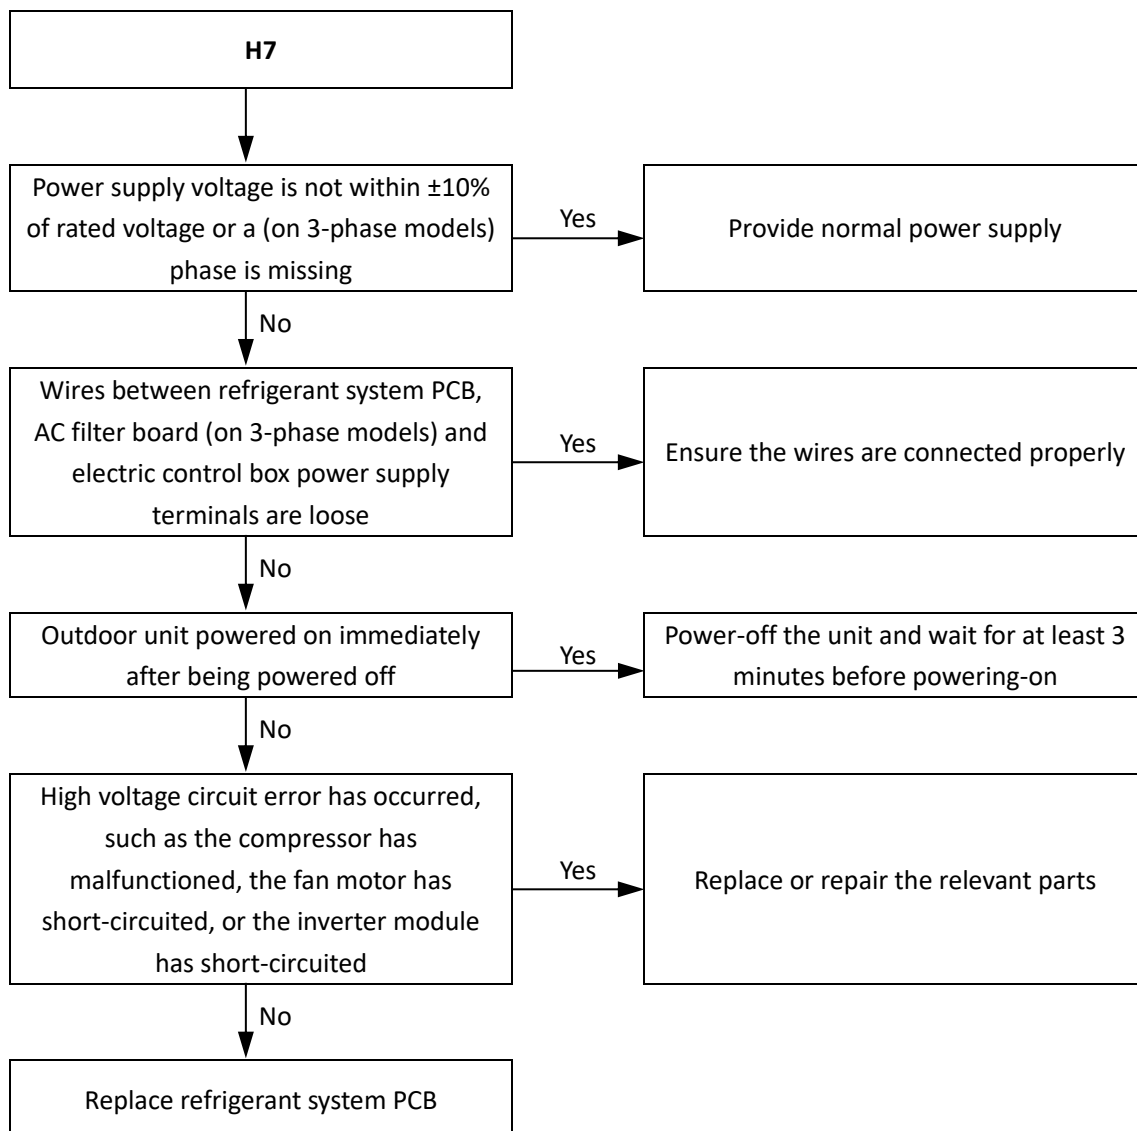 H7
Power supply voltage is not within ±10%
of rated voltage or a (on 3-phase models)
phase is missing
Yes
Provide normal power supply
No
Wires between refrigerant system PCB,
AC filter board (on 3-phase models) and
electric control box power supply
terminals are loose
Yes
Ensure the wires are connected properly
No
Outdoor unit powered on immediately
after being powered off
Yes
Power-off the unit and wait for at least 3
minutes before powering-on
No
High voltage circuit error has occurred,
such as the compressor has
malfunctioned, the fan motor has
short-circuited, or the inverter module
has short-circuited
Yes
Replace or repair the relevant parts
No
Replace refrigerant system PCB